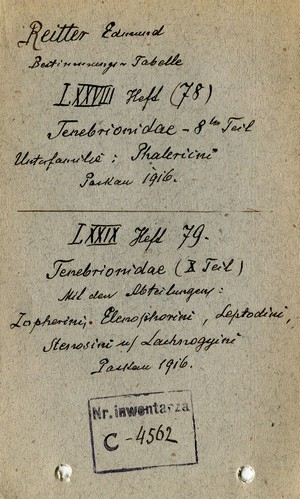 Reitter Edmund
Bestimmungs-Tabelle
LXXVIII Heft (78)
Tenebrionidae - 8ter Teil
Unterfamilie: Phalericini
Paskau 1916.
LXXIX Heft 79.
Tenebrionidae (X Teil)
Mit den Abteilungen:
Zopherini, Elenophorini, Leptodini,
Stenosini u/ Lachnogyini
Paskau 1916.
Nr. inwentarza
C - 4562